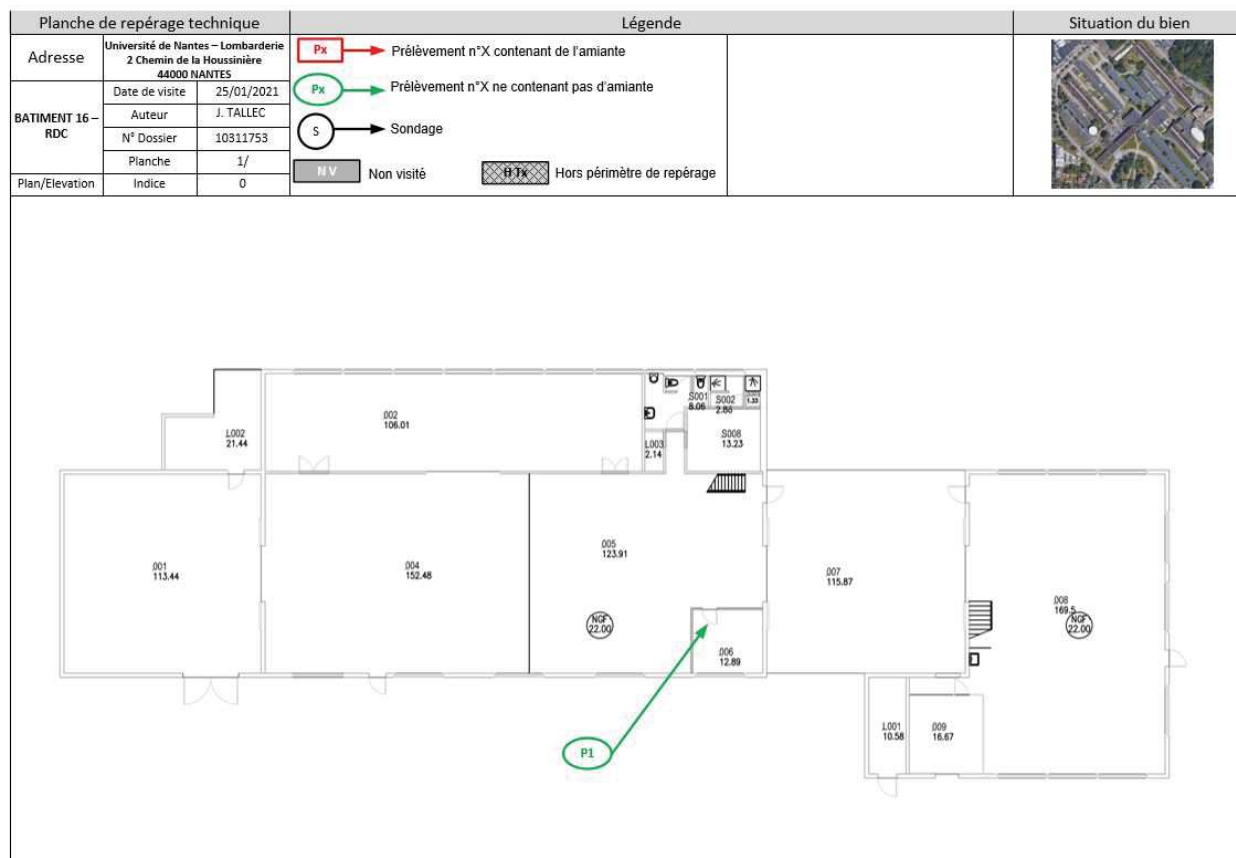 Planche de repérage technique
Légende
Situation du bien
Adresse
Université de Nantes – Lombarderie
2 Chemin de la Houssinière
44000 NANTES
Px
Prélèvement n°X contenant de l'amiante
BATIMENT 16 –
RDC
Date de visite
25/01/2021
Px
Prélèvement n°X ne contenant pas d'amiante
Auteur
J. TALLEC
N° Dossier
10311753
S
Sondage
Planche
1/
N V
Non visité
H Tx
Hors périmètre de repérage
Plan/Elevation
Indice
0
S001
8.06
S002
2.86
1.33
002
106.01
L002
21.44
L003
2.14
S008
13.23
001
113.44
004
152.48
005
123.91
007
115.87
008
169.5
NGF
22.00
NGF
22.00
006
12.89
L001
10.58
009
16.67
P1